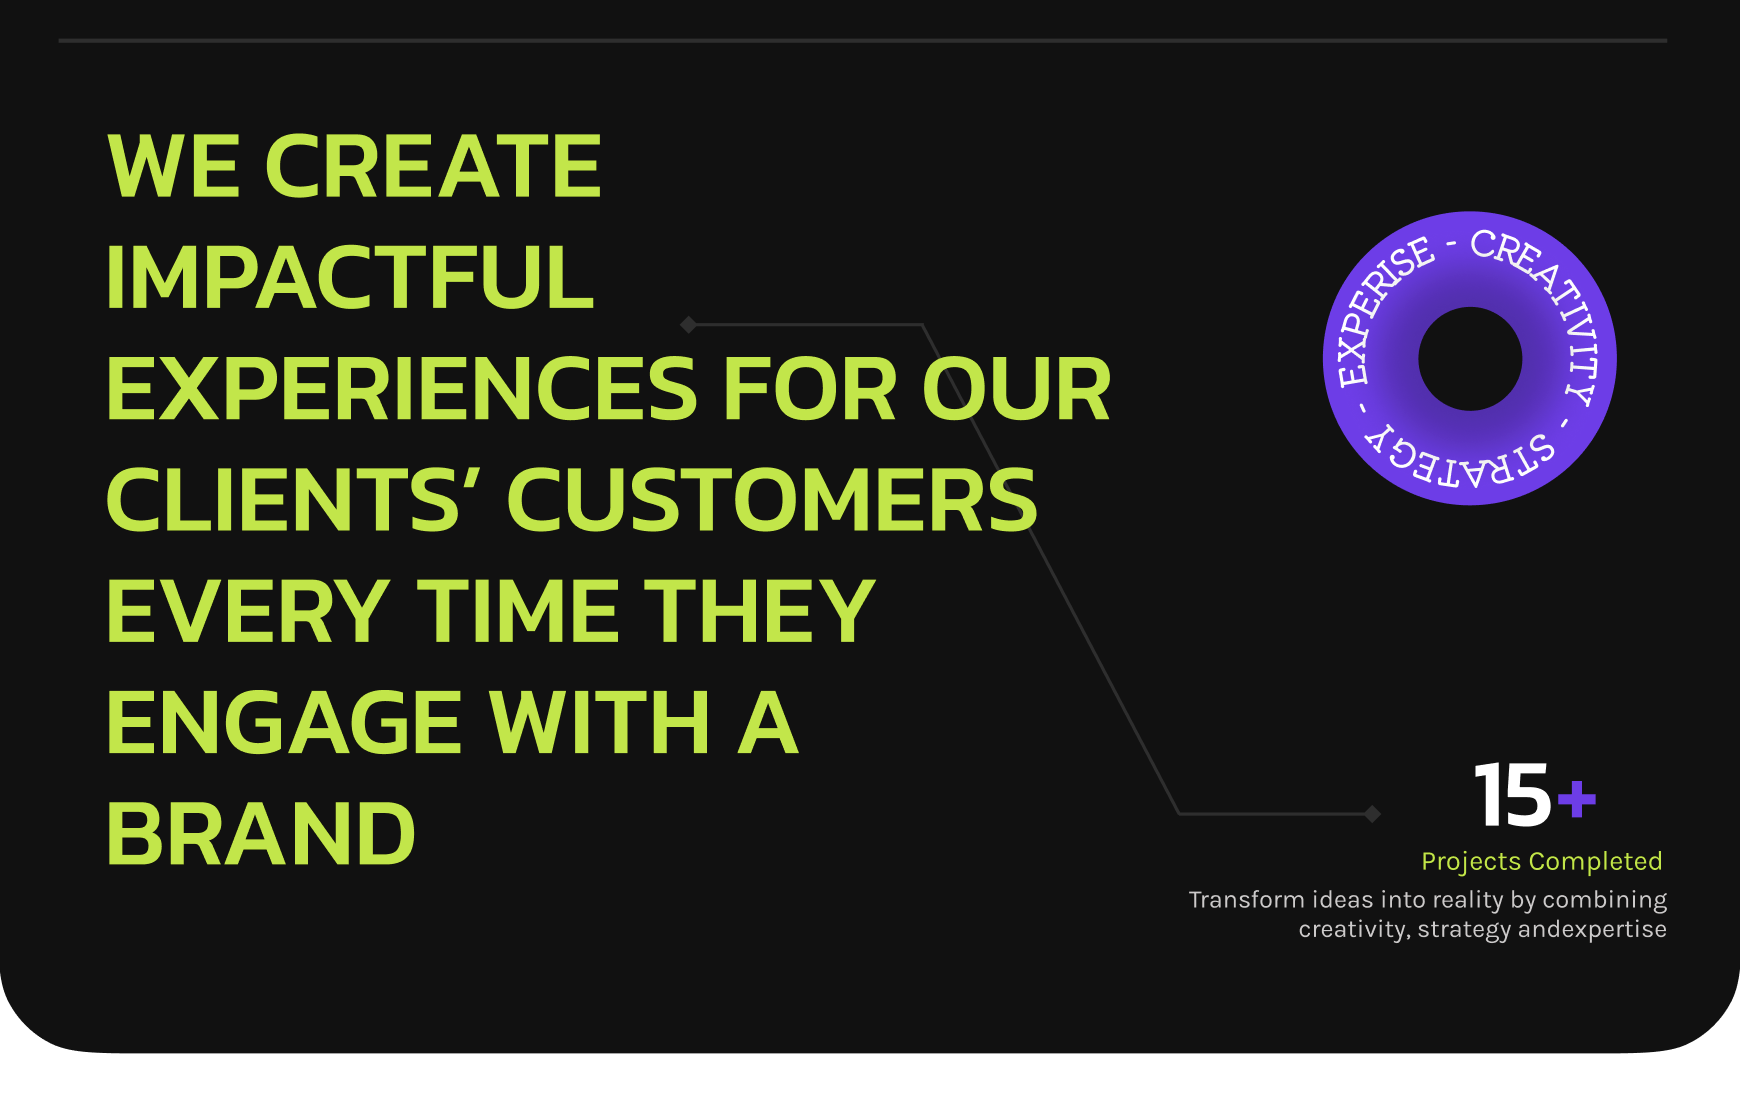 WE CREATE
IMPACTFUL
EXPERIENCES FOR OUR
CLIENTS’ CUSTOMERS
EVERY TIME THEY
ENGAGE WITH A
BRAND
CREATIVITY - STRATEGY - EXPERISE -
15+
Projects Completed
Transform ideas into reality by combining
creativity, strategy andexpertise